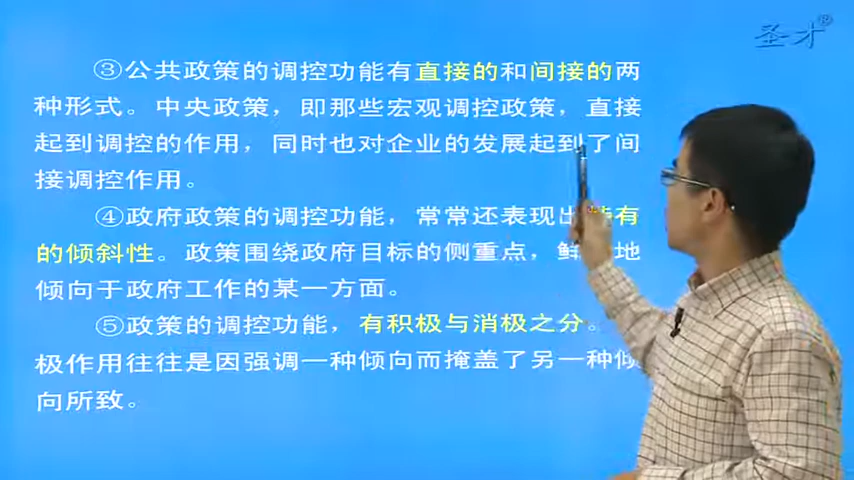 圣才®
③公共政策的调控功能有直接的和间接的两
种形式。中央政策，即那些宏观调控政策，直接
起到调控的作用，同时也对企业的发展起到了间
接调控作用。
④政府政策的调控功能，常常还表现出 有
的倾斜性。政策围绕政府目标的侧重点，鲜 地
倾向于政府工作的某一方面。
⑤政策的调控功能，有积极与消极之分。
极作用往往是因强调一种倾向而掩盖了另一种倾
向所致。